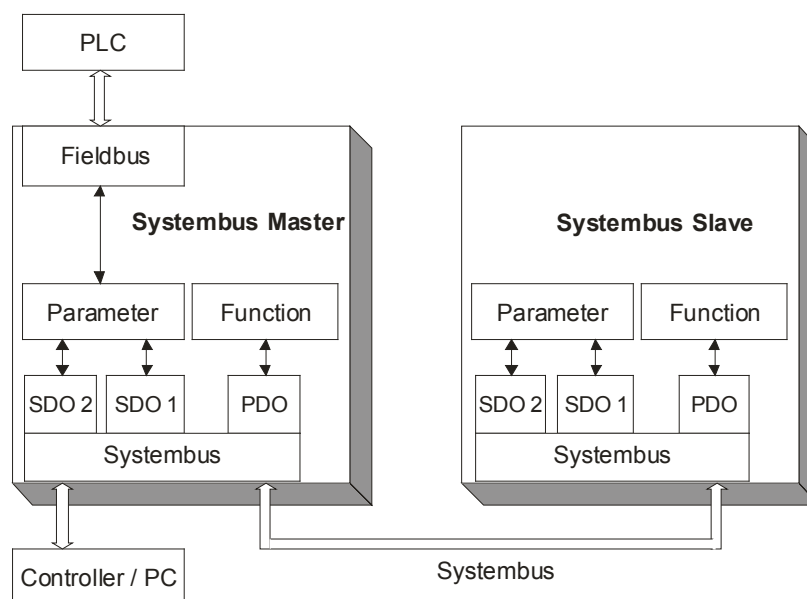 PLC
Fieldbus
Systembus Master
Parameter
Function
SDO 2
SDO 1
PDO
Systembus
Controller / PC
Systembus Slave
Parameter
Function
SDO 2
SDO 1
PDO
Systembus
Systembus